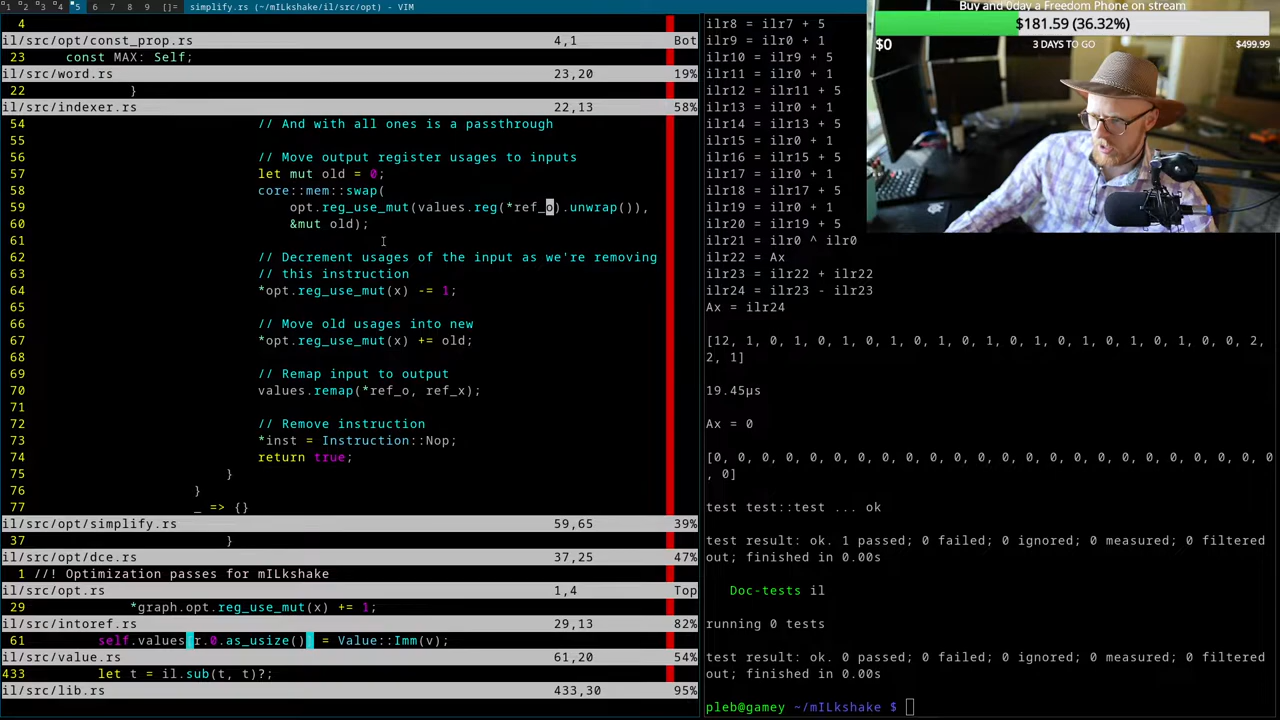 1 2 3 4 5 6 7 8 9 []= simplify.rs (~/mILkshake/il/src/opt) - VIM
4
il/src/opt/const_prop.rs 4,1 Bot
23 const MAX: Self;
il/src/word.rs 23,20 19%
22 }
il/src/indexer.rs 22,13 58%
54 // And with all ones is a passthrough
55
56 // Move output register usages to inputs
57 let mut old = 0;
58 core::mem::swap(
59 opt.reg_use_mut(values.reg(*ref_o).unwrap()),
60 &mut old);
61
62 // Decrement usages of the input as we're removing
63 // this instruction
64 *opt.reg_use_mut(x) -= 1;
65
66 // Move old usages into new
67 *opt.reg_use_mut(x) += old;
68
69 // Remap input to output
70 values.remap(*ref_o, ref_x);
71
72 // Remove instruction
73 *inst = Instruction::Nop;
74 return true;
75 }
76 }
77 _ => {}
il/src/opt/simplify.rs 59,65 39%
37 }
il/src/opt/dce.rs 37,25 47%
1 //! Optimization passes for mILkshake
il/src/opt.rs 1,4 Top
29 *graph.opt.reg_use_mut(x) += 1;
il/src/intoref.rs 29,13 82%
61 self.values[r.0.as_usize()] = Value::Imm(v);
il/src/value.rs 61,20 54%
433 let t = il.sub(t, t)?;
il/src/lib.rs 433,30 95%
ilr8 = ilr7 + 5
ilr9 = ilr0 + 1
ilr10 = ilr9 + 5
ilr11 = ilr0 + 1
ilr12 = ilr11 + 5
ilr13 = ilr0 + 1
ilr14 = ilr13 + 5
ilr15 = ilr0 + 1
ilr16 = ilr15 + 5
ilr17 = ilr0 + 1
ilr18 = ilr17 + 5
ilr19 = ilr0 + 1
ilr20 = ilr19 + 5
ilr21 = ilr0 ^ ilr0
ilr22 = Ax
ilr23 = ilr22 + ilr22
ilr24 = ilr23 - ilr23
Ax = ilr24
[12, 1, 0, 1, 0, 1, 0, 1, 0, 1, 0, 1, 0, 1, 0, 1, 0, 1, 0, 1, 0, 0, 2,
2, 1]
19.45µs
Ax = 0
[0, 0, 0, 0, 0, 0, 0, 0, 0, 0, 0, 0, 0, 0, 0, 0, 0, 0, 0, 0, 0, 0, 0, 0
, 0]
test test::test ... ok
test result: ok. 1 passed; 0 failed; 0 ignored; 0 measured; 0 filtered
out; finished in 0.00s
Doc-tests il
running 0 tests
test result: ok. 0 passed; 0 failed; 0 ignored; 0 measured; 0 filtered
out; finished in 0.00s
pleb@gamey ~/mILkshake $
Buy and 0day a Freedom Phone on stream
$181.59 (36.32%)
$0 3 DAYS TO GO $499.99